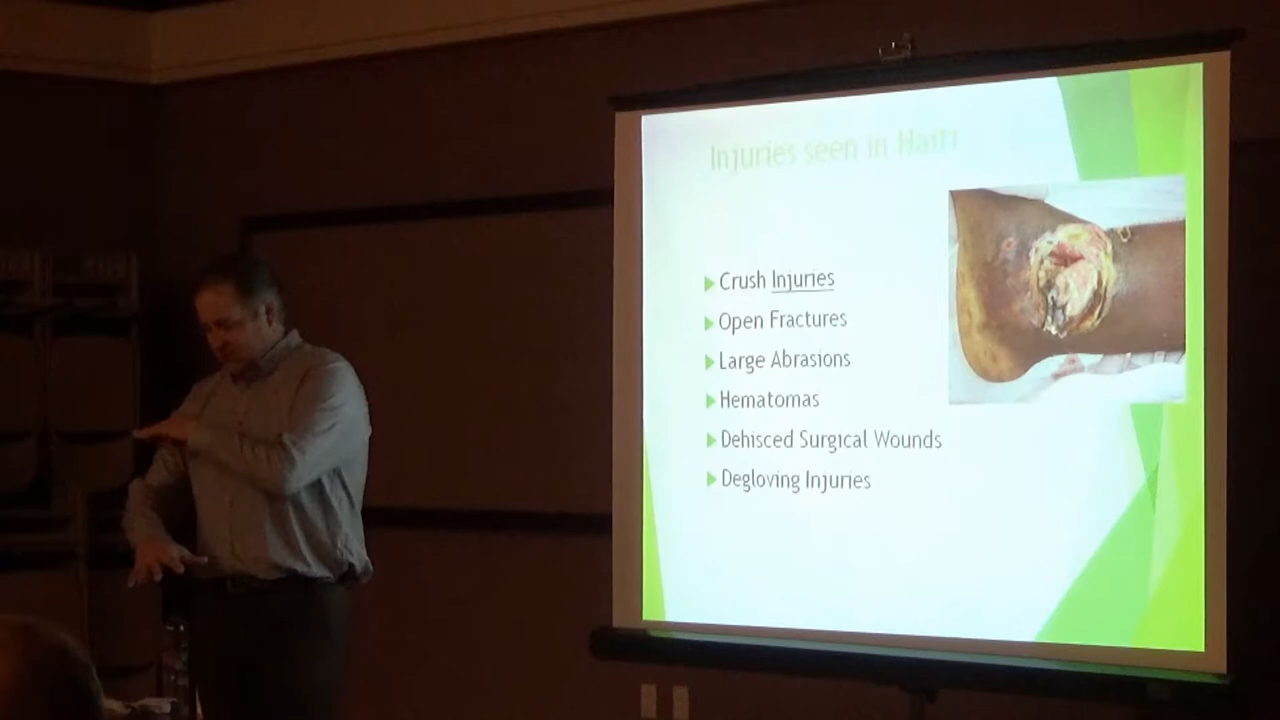 Injuries seen in Haiti
Crush Injuries
Open Fractures
Large Abrasions
Hematomas
Dehisced Surgical Wounds
Degloving Injuries